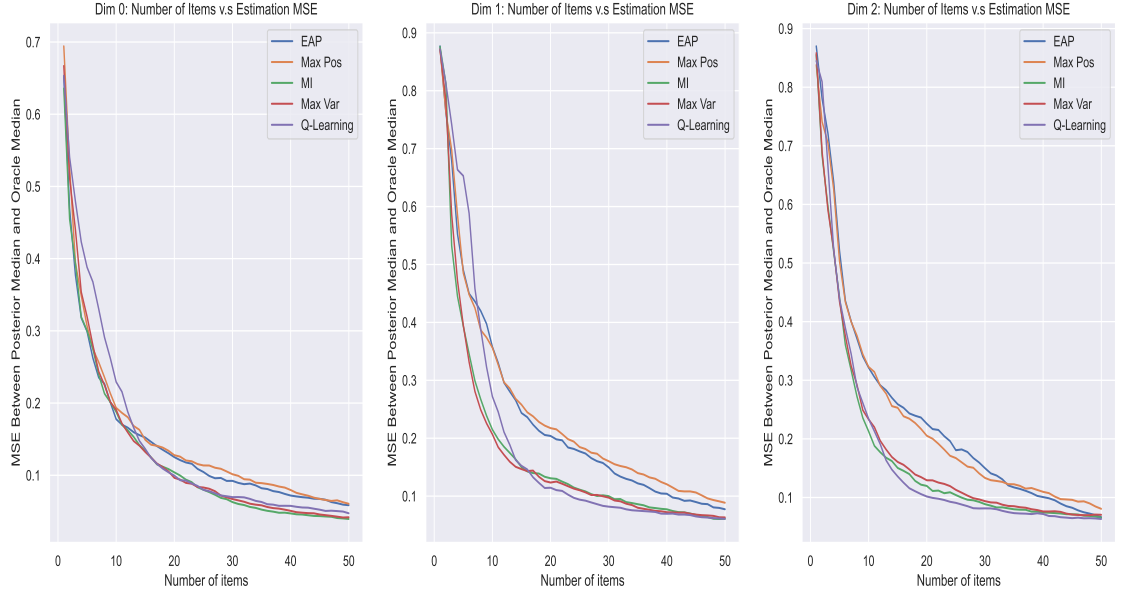 Dim 0: Number of Items v.s Estimation MSE
MSE Between Posterior Median and Oracle Median
0.7
0.6
0.5
0.4
0.3
0.2
0.1
EAP
Max Pos
MI
Max Var
Q-Learning
0 10 20 30 40 50
Number of items
Dim 1: Number of Items v.s Estimation MSE
MSE Between Posterior Median and Oracle Median
0.9
0.8
0.7
0.6
0.5
0.4
0.3
0.2
0.1
EAP
Max Pos
MI
Max Var
Q-Learning
0 10 20 30 40 50
Number of items
Dim 2: Number of Items v.s Estimation MSE
MSE Between Posterior Median and Oracle Median
0.9
0.8
0.7
0.6
0.5
0.4
0.3
0.2
0.1
EAP
Max Pos
MI
Max Var
Q-Learning
0 10 20 30 40 50
Number of items